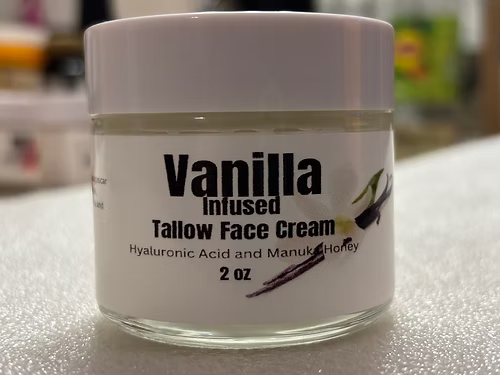 Vanilla
Infused
Tallow Face Cream
Hyaluronic Acid and Manuka Honey
2 oz